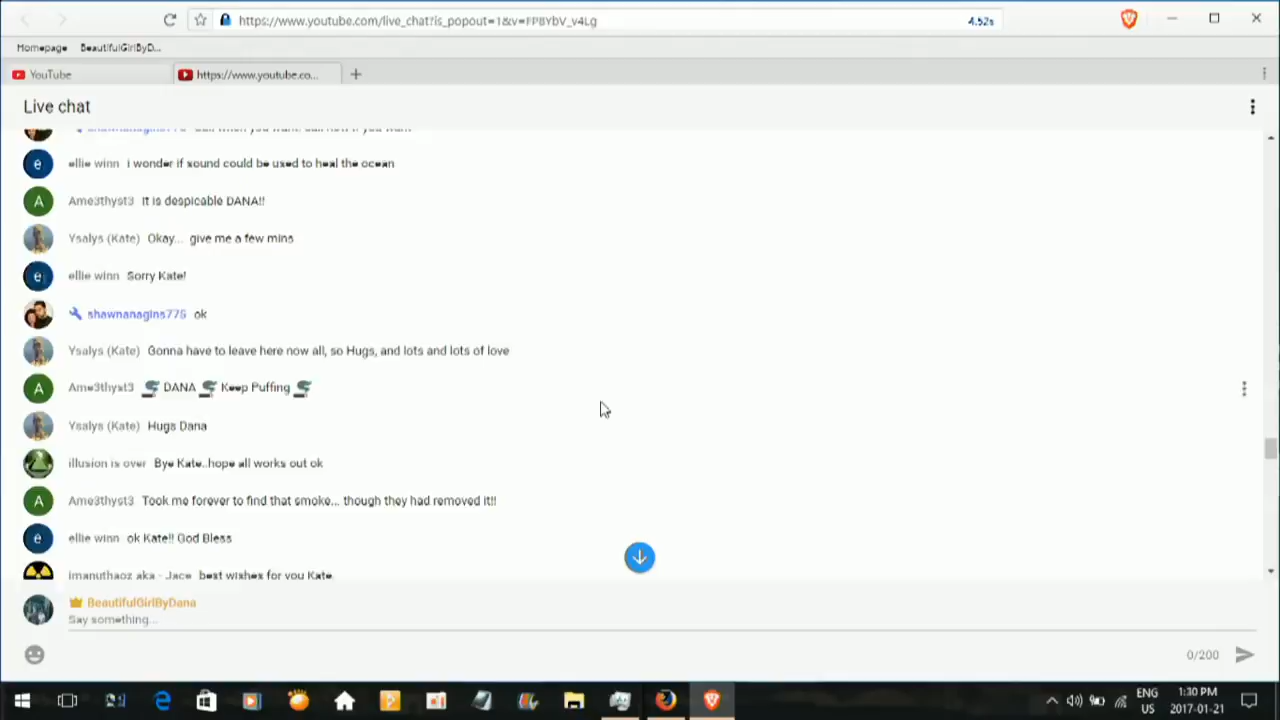 https://www.youtube.com/live_chat?is_popout=1&v=FPBYbV_v4Lg
4.52s
Homepage BeautifulGirlByD...
YouTube
https://www.youtube.co...
Live chat
ellie winn i wonder if sound could be used to heal the ocean
Ame3thyst3 It is despicable DANA!!
Ysalys (Kate) Okay... give me a few mins
ellie winn Sorry Kate!
shawnanagins775 ok
Ysalys (Kate) Gonna have to leave here now all, so Hugs, and lots and lots of love
Ame3thyst3 DANA Keep Puffing
Ysalys (Kate) Hugs Dana
illusion is over Bye Kate..hope all works out ok
Ame3thyst3 Took me forever to find that smoke... though they had removed it!!
ellie winn ok Kate!! God Bless
imanuthaoz aka - Jace best wishes for you Kate.
BeautifulGirlByDana
Say something...
0/200
ENG
US
1:30 PM
2017-01-21